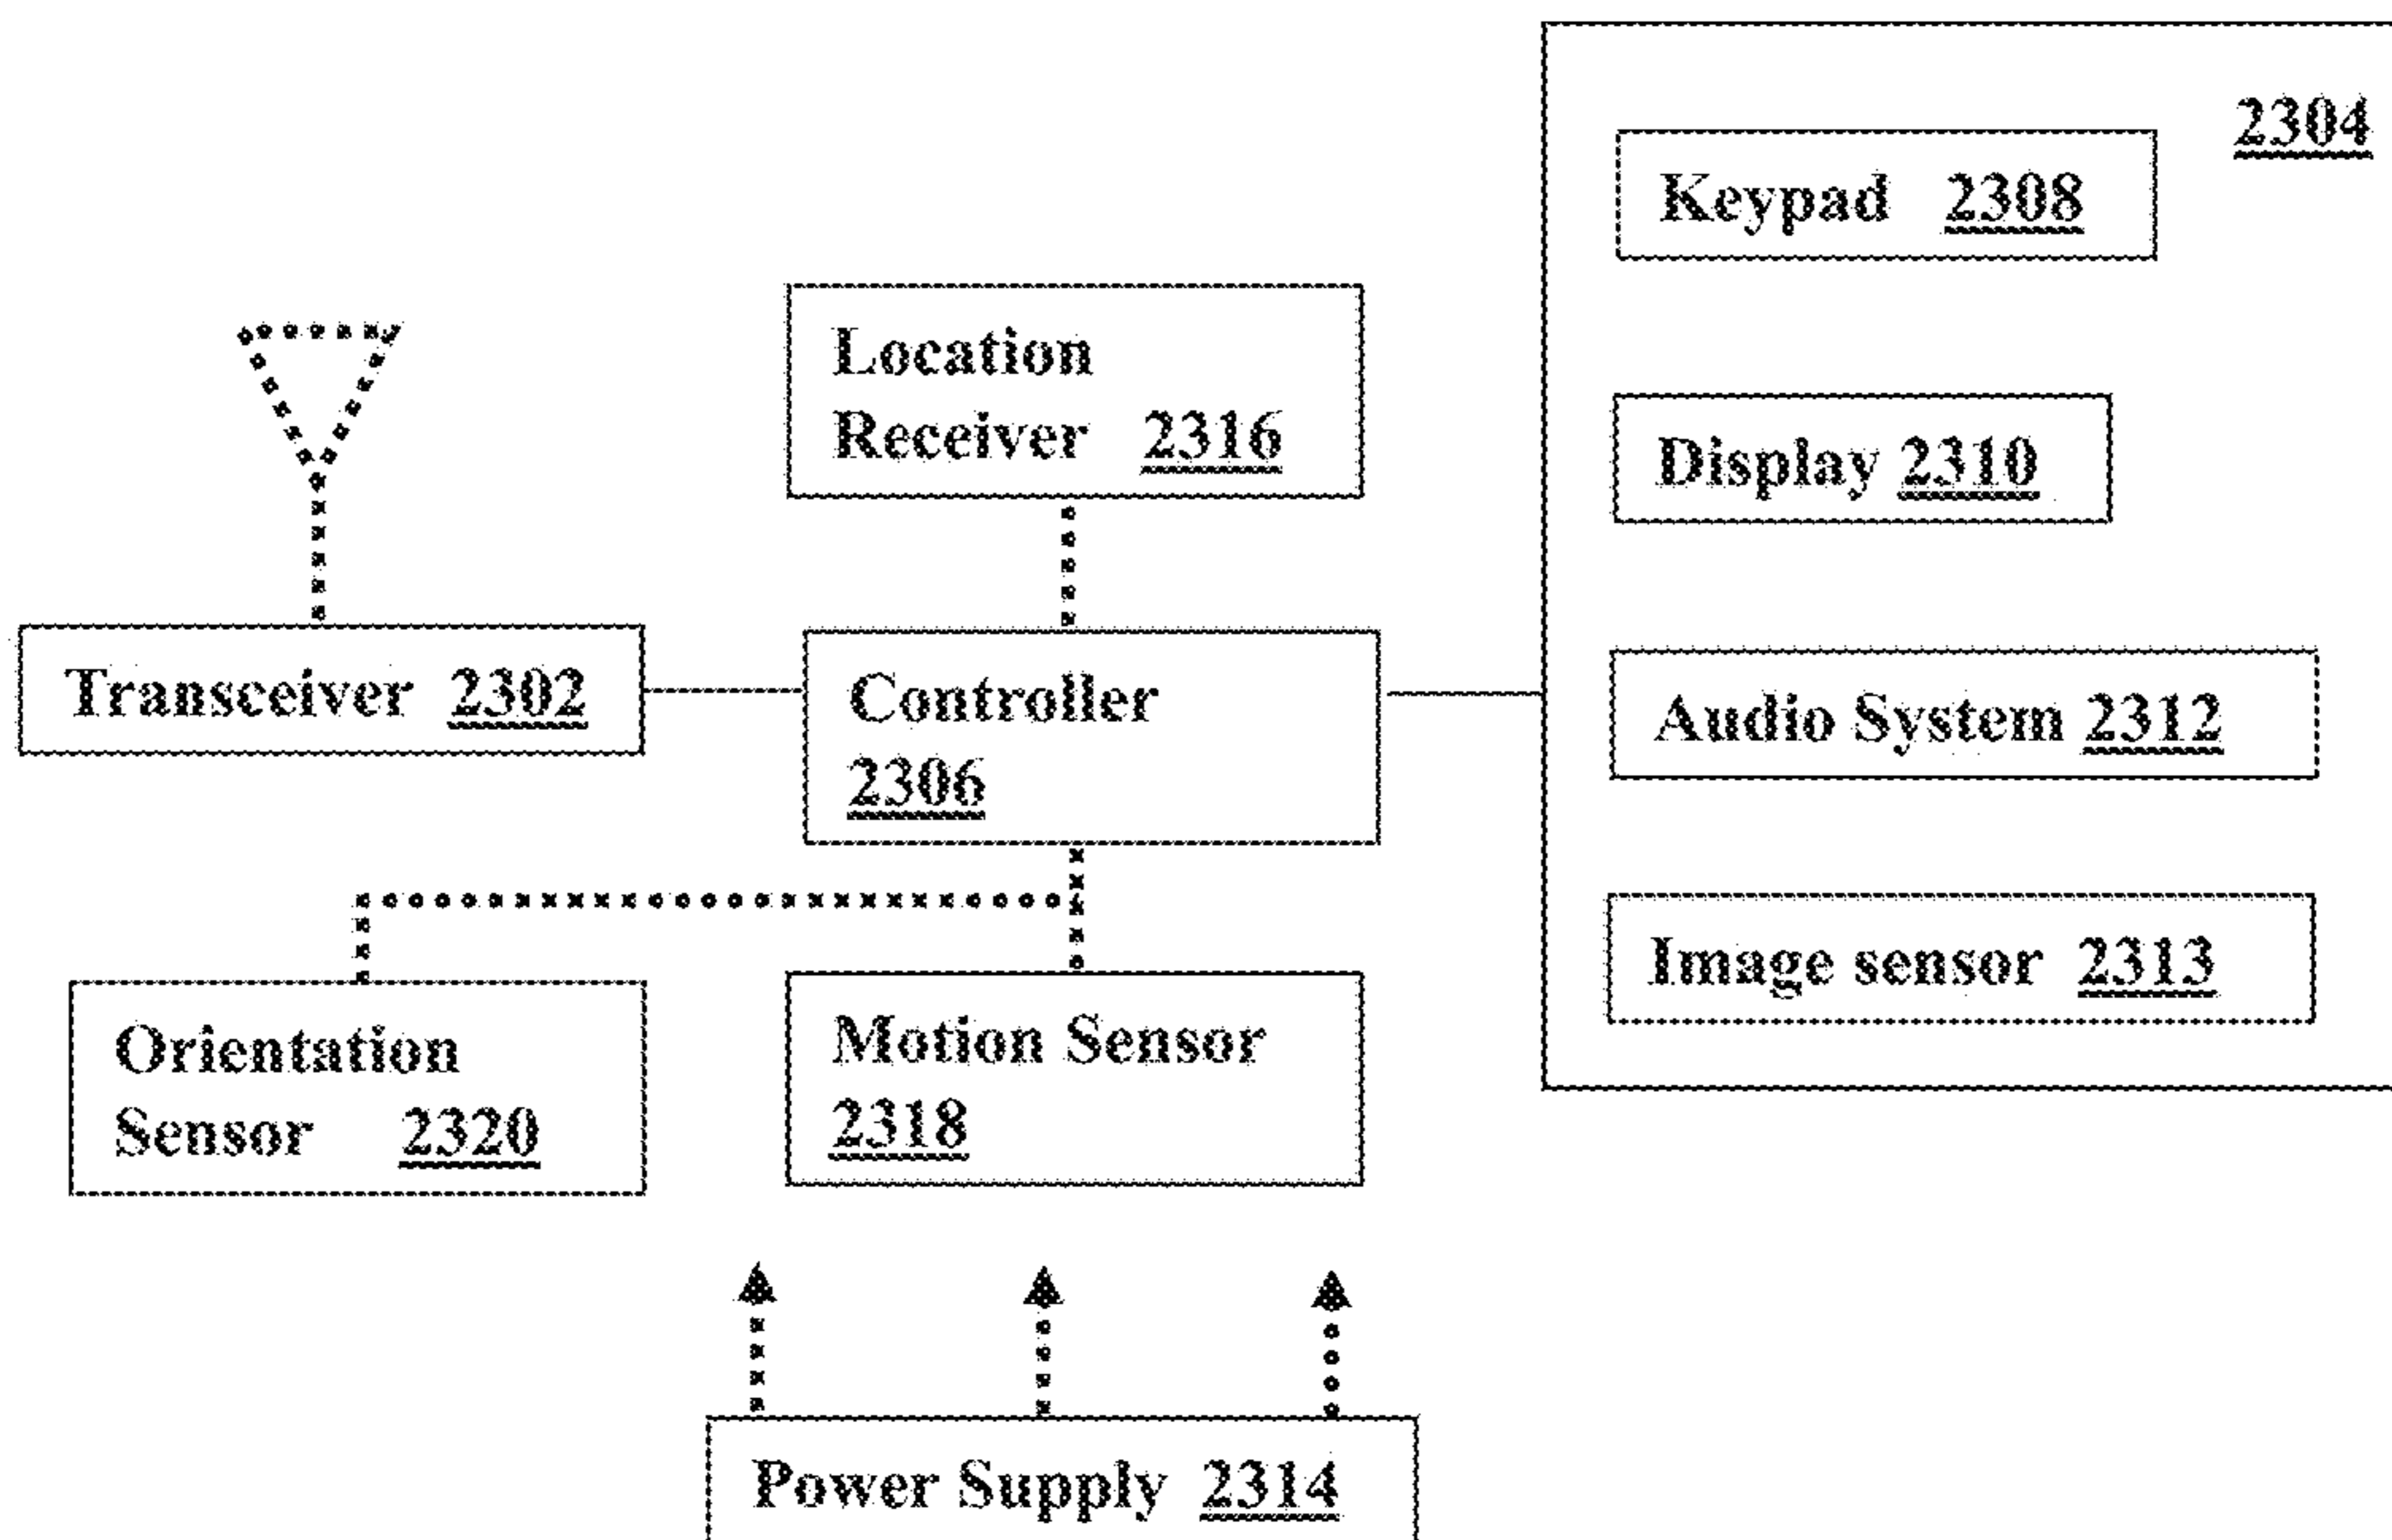 2304
Keypad 2308
Location
Receiver 2316
Display 2310
Transceiver 2302
Controller
2306
Audio System 2312
Image sensor 2313
Orientation
Sensor 2320
Motion Sensor
2318
Power Supply 2314